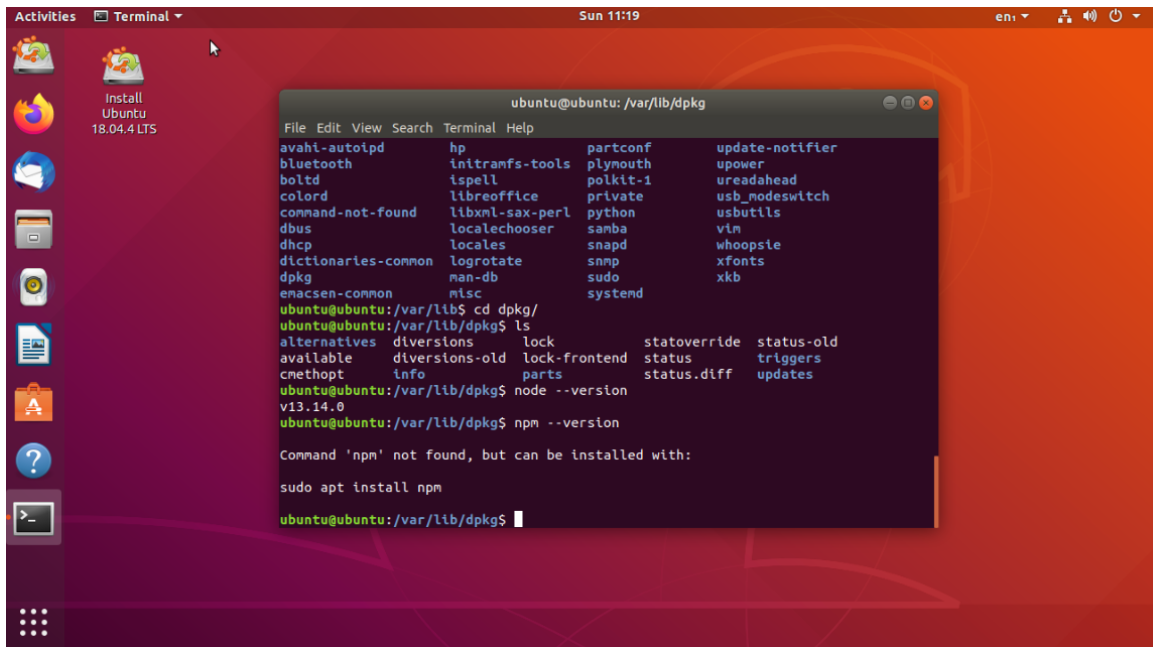 Activities Terminal Sun 11:19 en₁
Install
Ubuntu
18.04.4 LTS
ubuntu@ubuntu: /var/lib/dpkg
File Edit View Search Terminal Help
avahi-autoipd hp partconf update-notifier
bluetooth initramfs-tools plymouth upower
boltd ispell polkit-1 ureadahead
colord libreoffice private usb_modeswitch
command-not-found libxml-sax-perl python usbutils
dbus localechooser samba vim
dhcp locales snapd whoopsie
dictionaries-common logrotate snmp xfonts
dpkg man-db sudo xkb
emacsen-common misc systemd
ubuntu@ubuntu:/var/lib$ cd dpkg/
ubuntu@ubuntu:/var/lib/dpkg$ ls
alternatives diversions lock statoverride status-old
available diversions-old lock-frontend status triggers
cmethopt info parts status.diff updates
ubuntu@ubuntu:/var/lib/dpkg$ node --version
v13.14.0
ubuntu@ubuntu:/var/lib/dpkg$ npm --version
Command 'npm' not found, but can be installed with:
sudo apt install npm
ubuntu@ubuntu:/var/lib/dpkg$